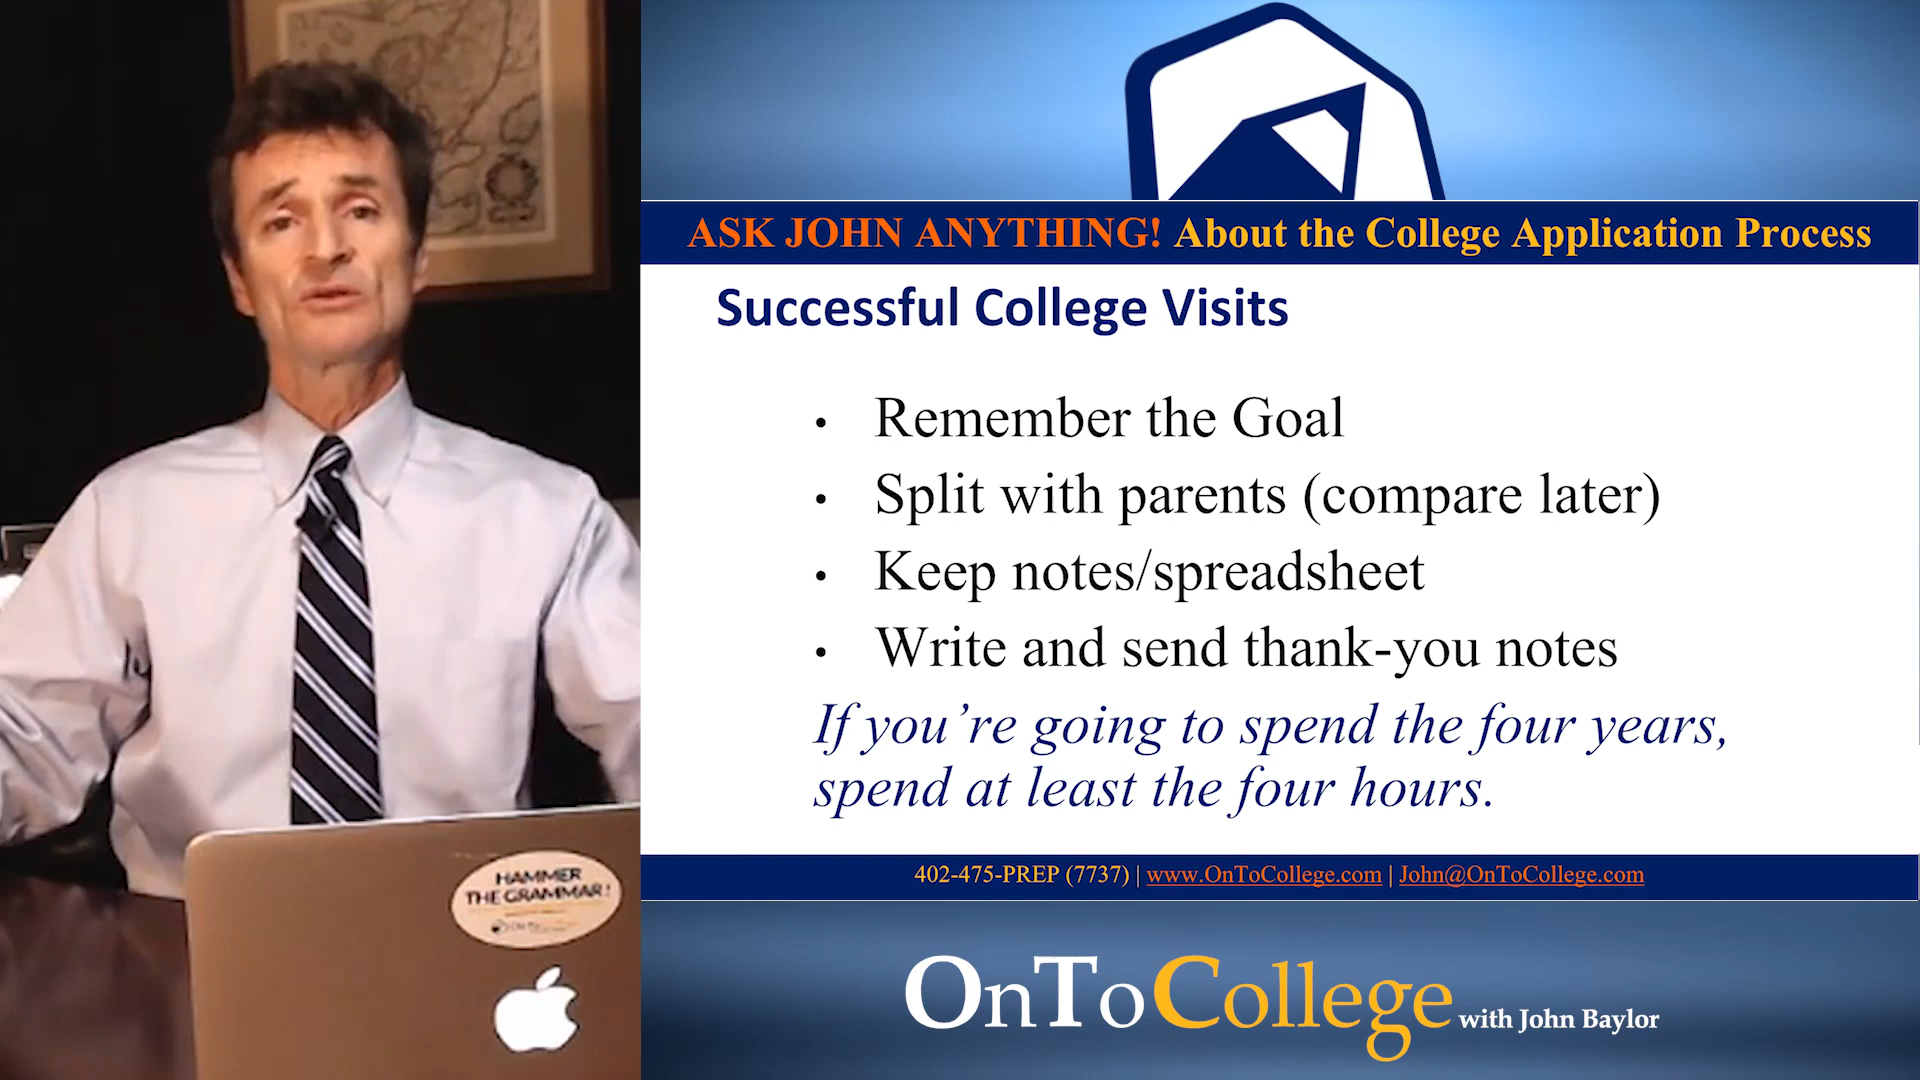 HAMMER
THE GRAMMAR!
ASK JOHN ANYTHING! About the College Application Process
Successful College Visits
• Remember the Goal
• Split with parents (compare later)
• Keep notes/spreadsheet
• Write and send thank-you notes
If you’re going to spend the four years,
spend at least the four hours.
402-475-PREP (7737) | www.OnToCollege.com | John@OnToCollege.com
OnToCollege with John Baylor